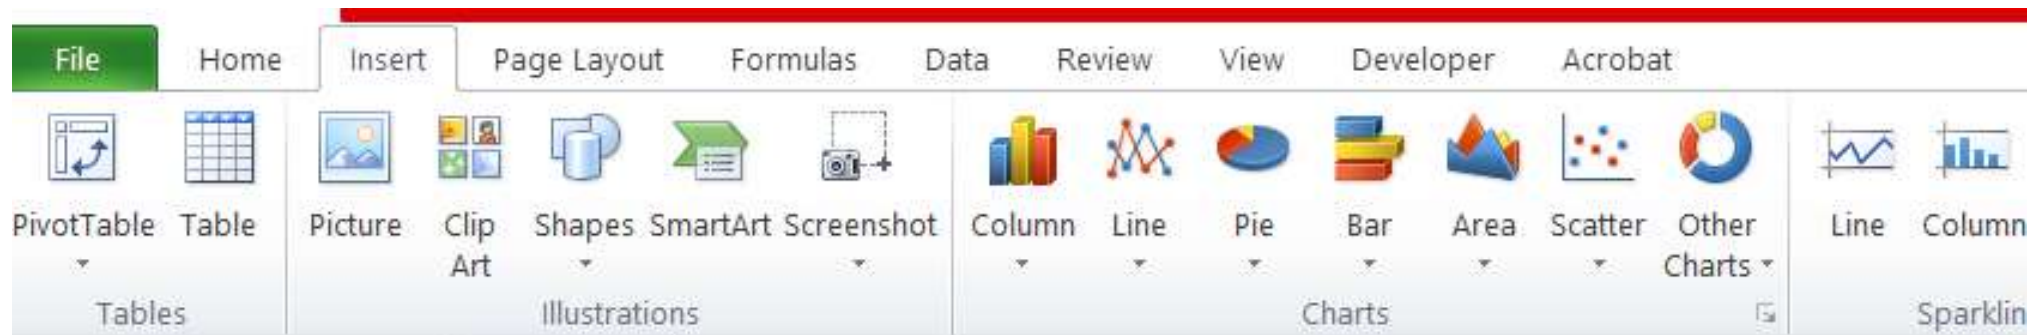 File Home Insert Page Layout Formulas Data Review View Developer Acrobat
PivotTable Table Picture Clip Art Shapes SmartArt Screenshot Column Line Pie Bar Area Scatter Other Charts Line Column
Tables Illustrations Charts Sparklin